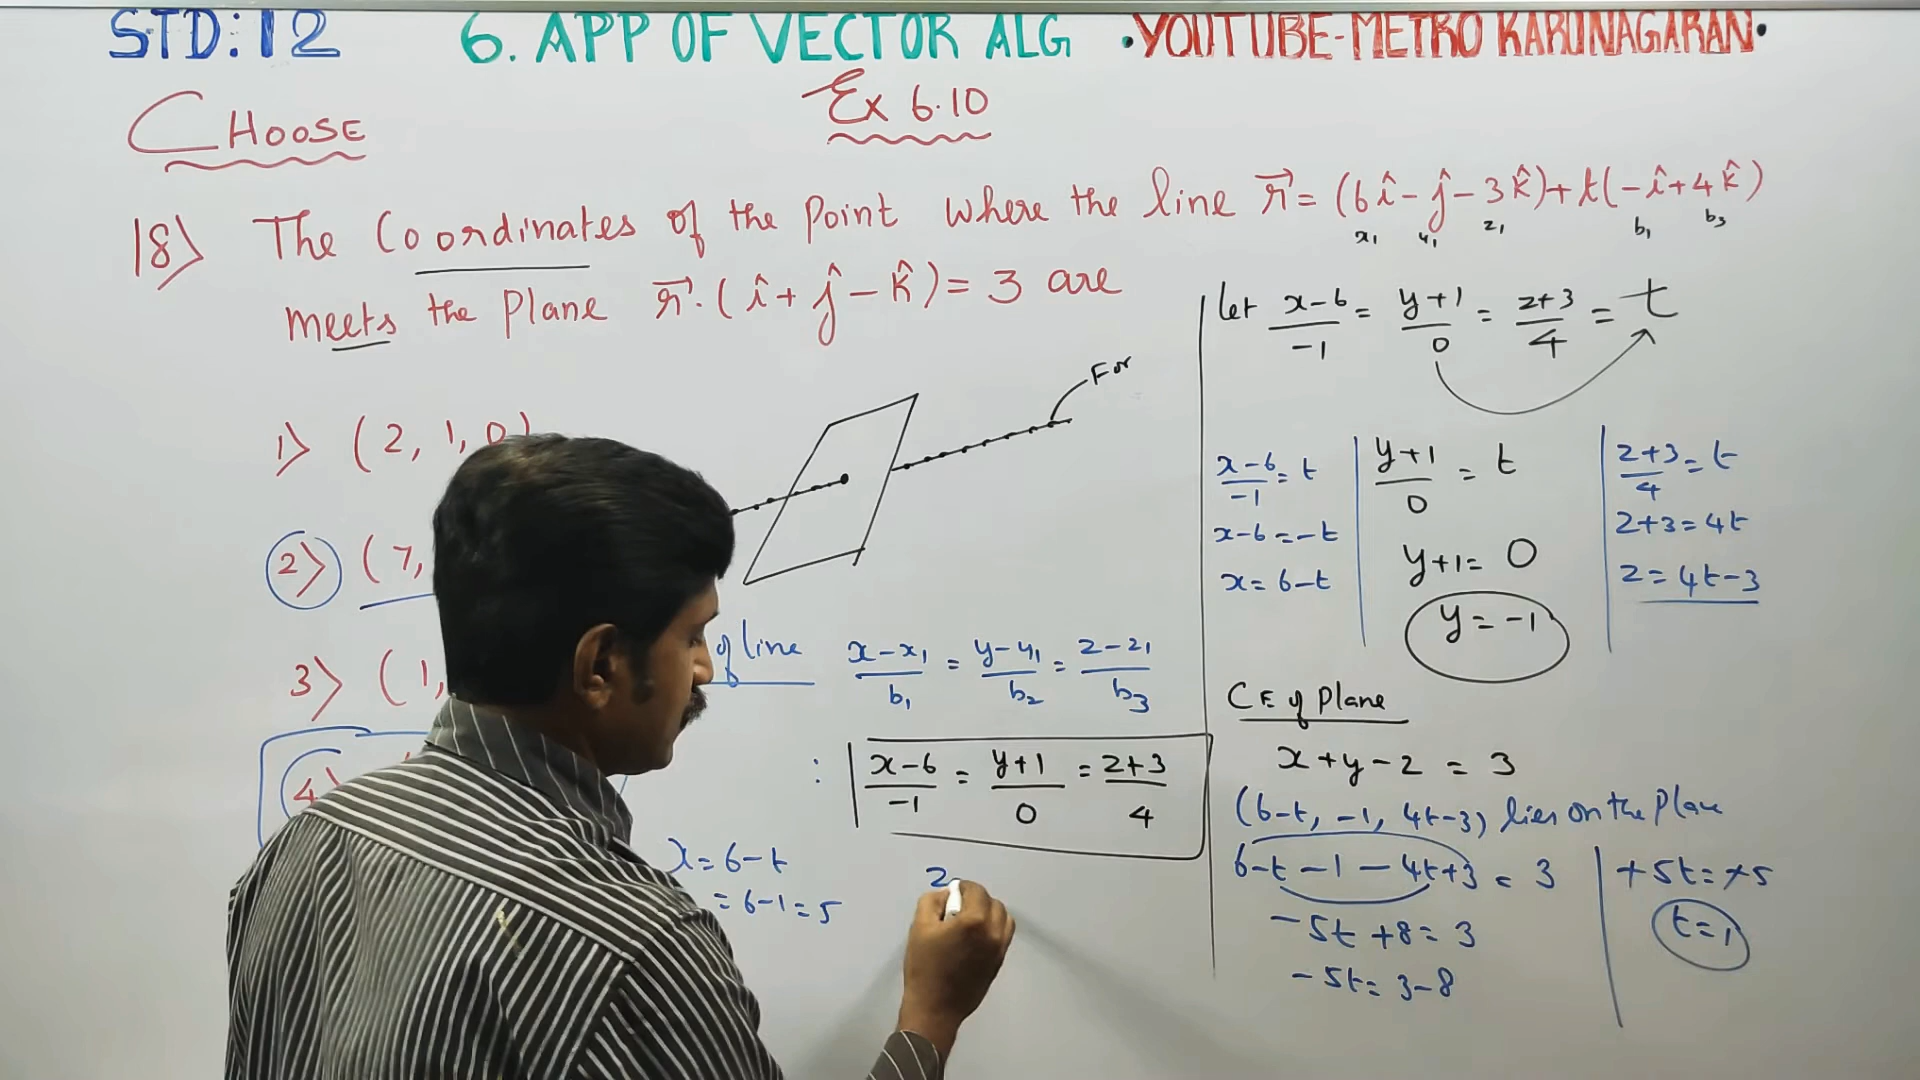 STD:12 6. APP OF VECTOR ALG •YOUTUBE-METRO KARUNAGARAN•
CHOOSE Ex 6.10
18) The Coordinates of the point where the line r⃗ = (6î - ĵ - 3k̂) + t(-î + 4k̂)
x₁ y₁ z₁ b₁ b₃
meets the plane r⃗.(î + ĵ - k̂) = 3 are
1) (2, 1, 0)
2) (7,
3) (1,
4)
For
of line
(x-x₁)/b₁ = (y-y₁)/b₂ = (z-z₁)/b₃
: (x-6)/-1 = (y+1)/0 = (z+3)/4
x = 6-t
= 6-1 = 5
z
let (x-6)/-1 = (y+1)/0 = (z+3)/4 = t
(x-6)/-1 = t
x-6 = -t
x = 6-t
(y+1)/0 = t
y+1 = 0
y = -1
(z+3)/4 = t
z+3 = 4t
z = 4t-3
C E of Plane
x + y - z = 3
(6-t, -1, 4t-3) lies on the plane
6-t - 1 - 4t+3 = 3
-5t + 8 = 3
-5t = 3-8
+5t = +5
t = 1